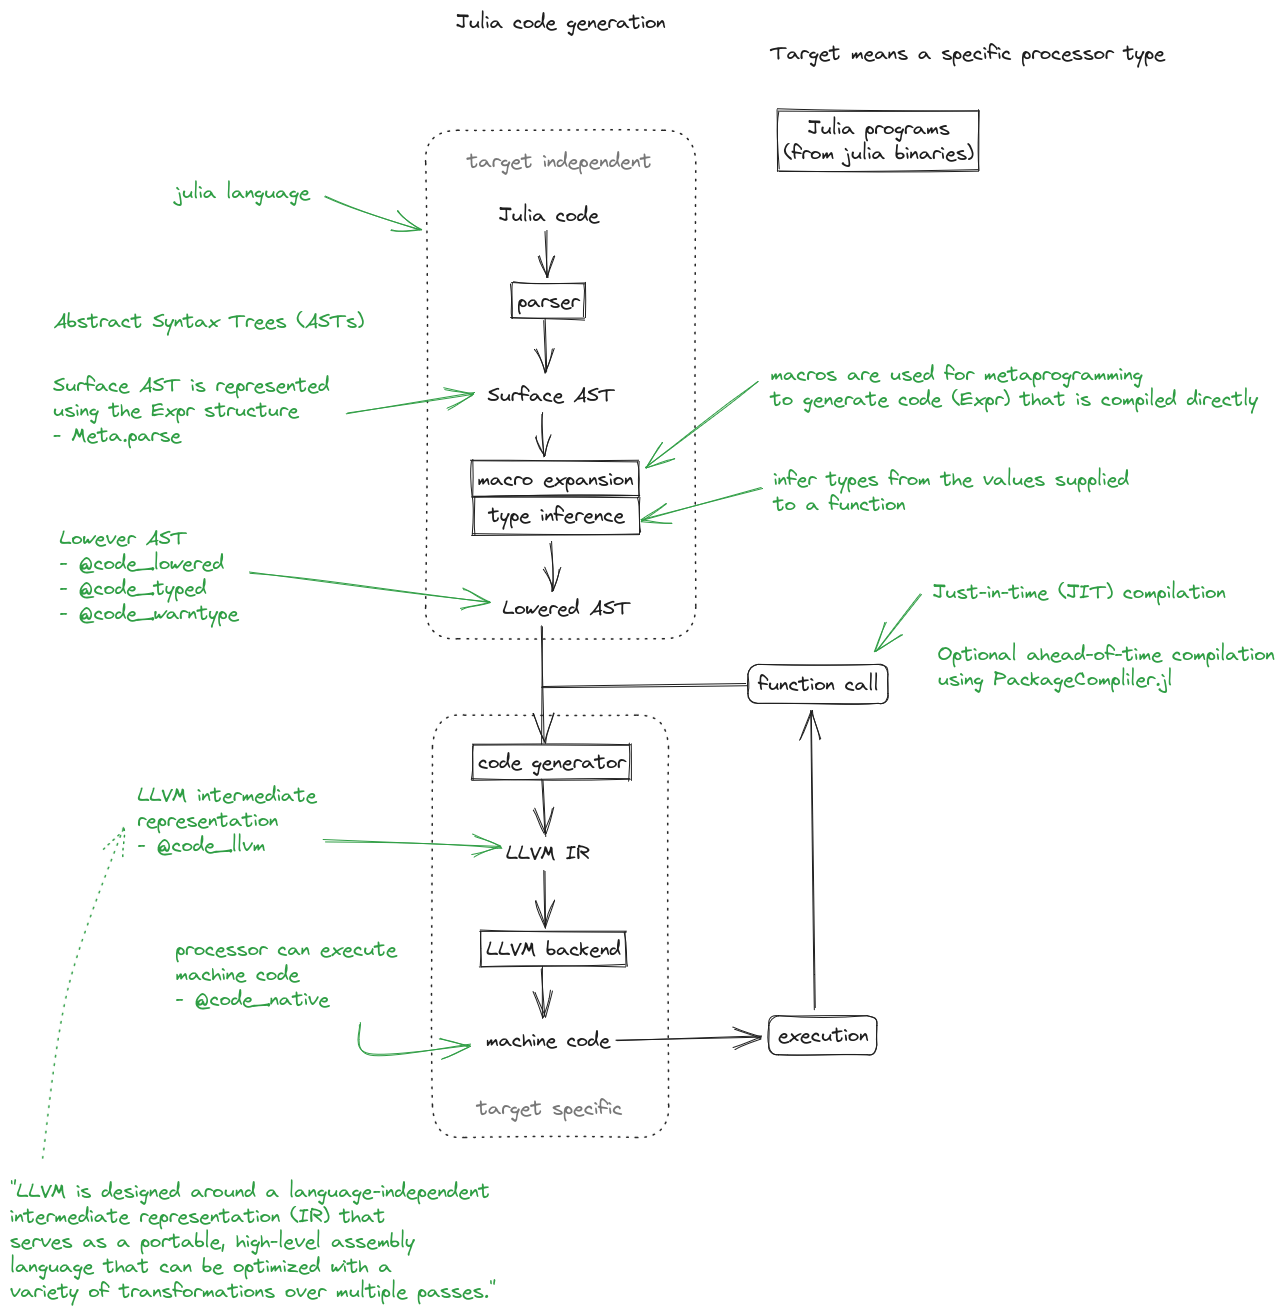 Julia code generation
Target means a specific processor type
Julia programs
(from julia binaries)
target independent
julia language
Julia code
parser
Abstract Syntax Trees (ASTs)
Surface AST is represented
using the Expr structure
- Meta.parse
Surface AST
macros are used for metaprogramming
to generate code (Expr) that is compiled directly
macro expansion
infer types from the values supplied
to a function
type inference
Lowever AST
- @code_lowered
- @code_typed
- @code_warntype
Lowered AST
Just-in-time (JIT) compilation
Optional ahead-of-time compilation
using PackageCompliler.jl
function call
code generator
LLVM intermediate
representation
- @code_llvm
LLVM IR
LLVM backend
processor can execute
machine code
- @code_native
machine code
execution
target specific
"LLVM is designed around a language-independent
intermediate representation (IR) that
serves as a portable, high-level assembly
language that can be optimized with a
variety of transformations over multiple passes."